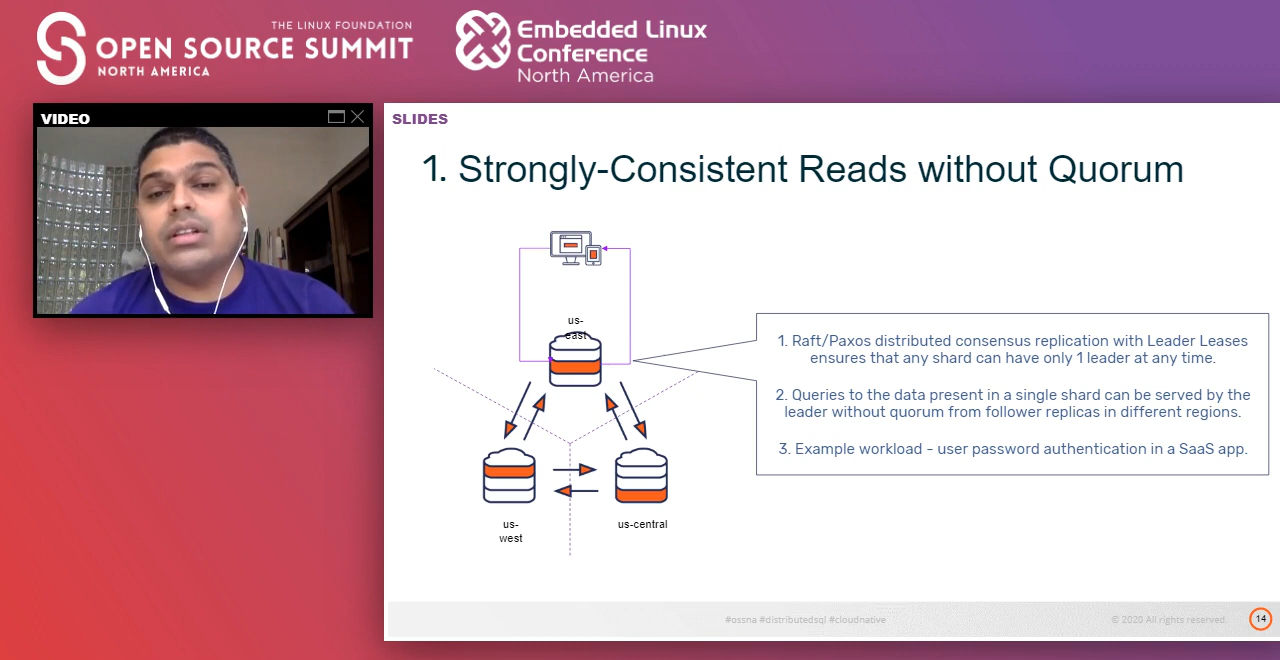 THE LINUX FOUNDATION
OPEN SOURCE SUMMIT
NORTH AMERICA
Embedded Linux
Conference
North America
VIDEO
SLIDES
1. Strongly-Consistent Reads without Quorum
us-
east
1. Raft/Paxos distributed consensus replication with Leader Leases
ensures that any shard can have only 1 leader at any time.
2. Queries to the data present in a single shard can be served by the
leader without quorum from follower replicas in different regions.
3. Example workload - user password authentication in a SaaS app.
us-
west
us-central
#ossna #distributedsql #cloudnative
© 2020 All rights reserved.
14